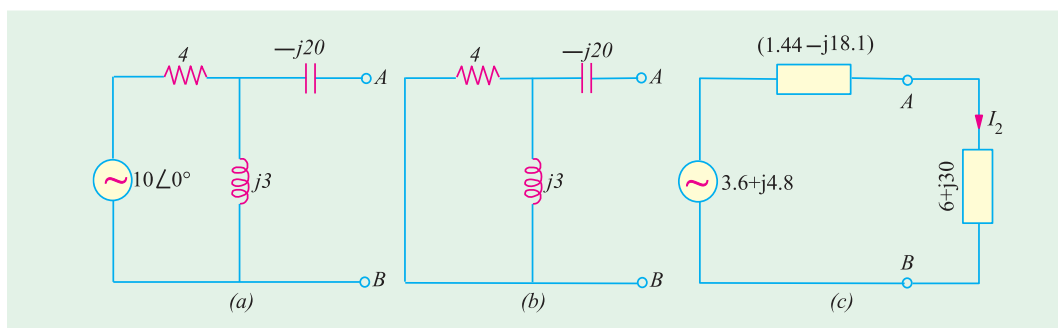 4
—j20
A
10∠0°
j3
B
(a)
4
—j20
A
j3
B
(b)
(1.44 –j18.1)
A
I2
3.6+j4.8
6+j30
B
(c)